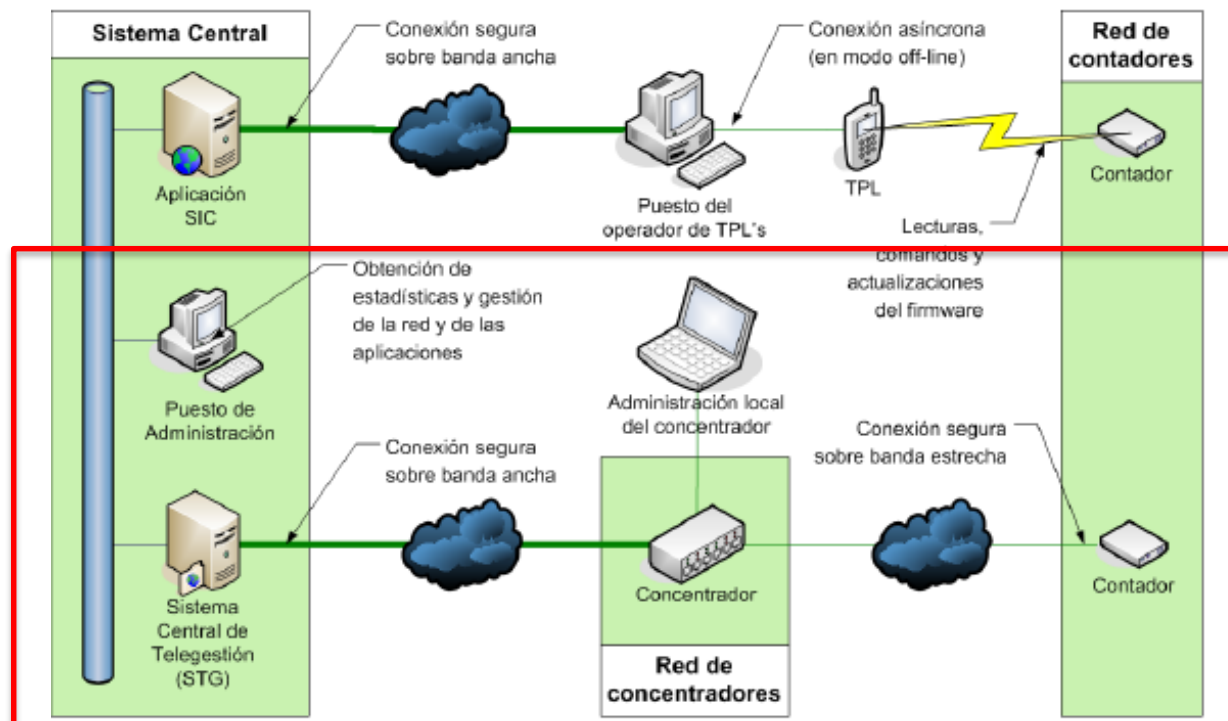 Sistema Central
Conexión segura
sobre banda ancha
Conexión asíncrona
(en modo off-line)
Red de
contadores
Aplicación
SIC
Puesto del
operador de TPL's
TPL
Contador
Lecturas,
comandos y
actualizaciones
del firmware
Obtención de
estadísticas y gestión
de la red y de las
aplicaciones
Puesto de
Administración
Administración local
del concentrador
Conexión segura
sobre banda ancha
Conexión segura
sobre banda estrecha
Sistema
Central de
Telegestión
(STG)
Concentrador
Contador
Red de
concentradores